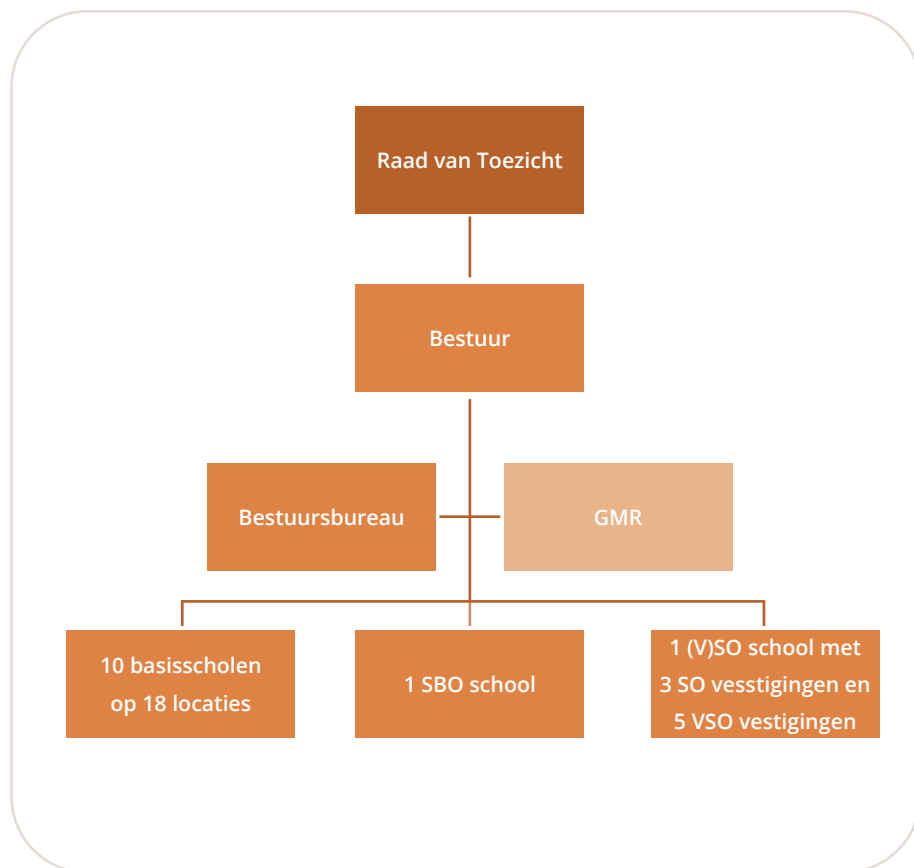 Raad van Toezicht
Bestuur
Bestuursbureau
GMR
10 basisscholen
op 18 locaties
1 SBO school
1 (V)SO school met
3 SO vesstigingen en
5 VSO vestigingen